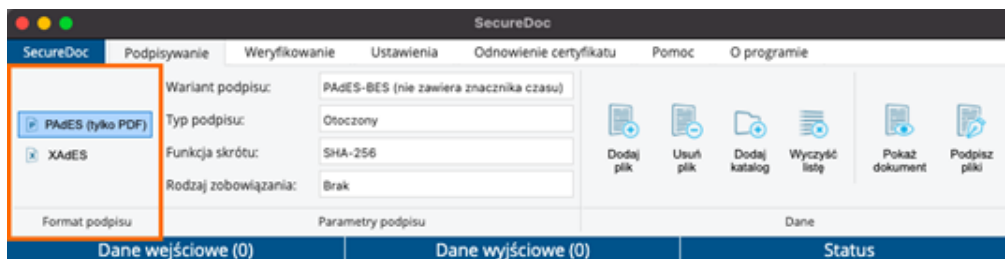 SecureDoc
SecureDoc Podpisywanie Weryfikowanie Ustawienia Odnowienie certyfikatu Pomoc O programie
PAdES (tylko PDF)
XAdES
Format podpisu
Wariant podpisu: PAdES-BES (nie zawiera znacznika czasu)
Typ podpisu: Otoczony
Funkcja skrótu: SHA-256
Rodzaj zobowiązania: Brak
Parametry podpisu
Dodaj plik
Usuń plik
Dodaj katalog
Wyczyść listę
Pokaż dokument
Podpisz pliki
Dane
Dane wejściowe (0) Dane wyjściowe (0) Status